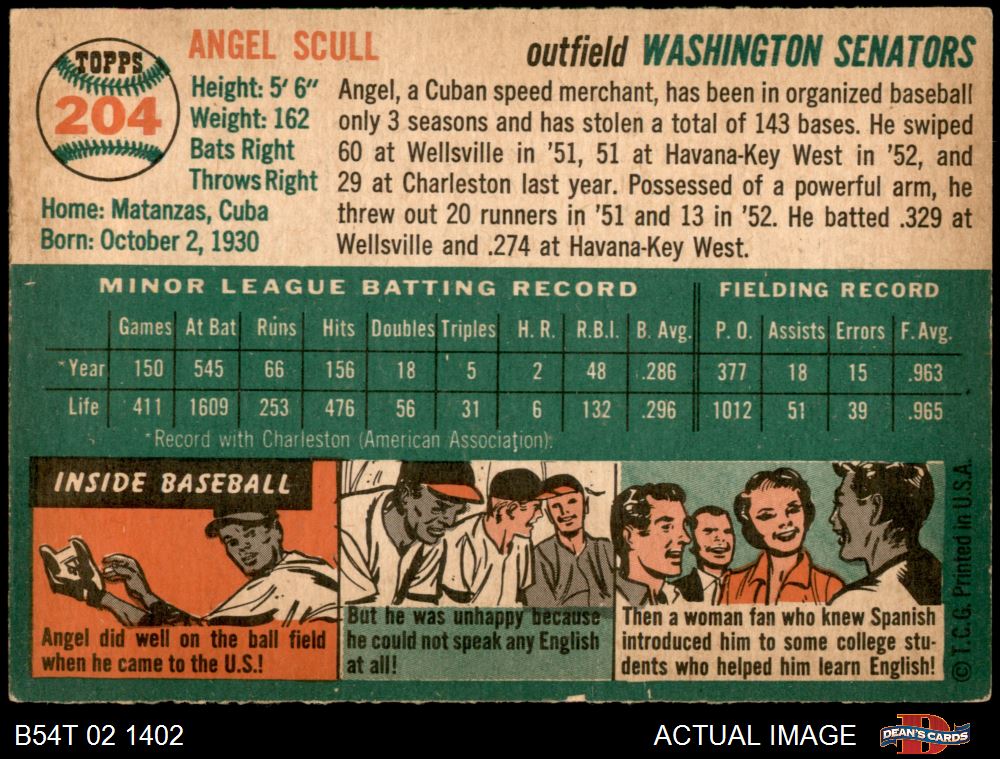 TOPPS
204
ANGEL SCULL
outfield WASHINGTON SENATORS
Height: 5' 6"
Weight: 162
Bats Right
Throws Right
Home: Matanzas, Cuba
Born: October 2, 1930
Angel, a Cuban speed merchant, has been in organized baseball
only 3 seasons and has stolen a total of 143 bases. He swiped
60 at Wellsville in '51, 51 at Havana-Key West in '52, and
29 at Charleston last year. Possessed of a powerful arm, he
threw out 20 runners in '51 and 13 in '52. He batted .329 at
Wellsville and .274 at Havana-Key West.
MINOR LEAGUE BATTING RECORD FIELDING RECORD
Games At Bat Runs Hits Doubles Triples H. R. R.B.I. B. Avg. P. O. Assists Errors F. Avg.
*Year 150 545 66 156 18 5 2 48 .286 377 18 15 .963
Life 411 1609 253 476 56 31 6 132 .296 1012 51 39 .965
*Record with Charleston (American Association).
INSIDE BASEBALL
Angel did well on the ball field
when he came to the U.S.!
But he was unhappy because
he could not speak any English
at all!
Then a woman fan who knew Spanish
introduced him to some college stu-
dents who helped him learn English!
© T.C.G. Printed in U.S.A.
B54T 02 1402
ACTUAL IMAGE
D
DEAN'S CARDS